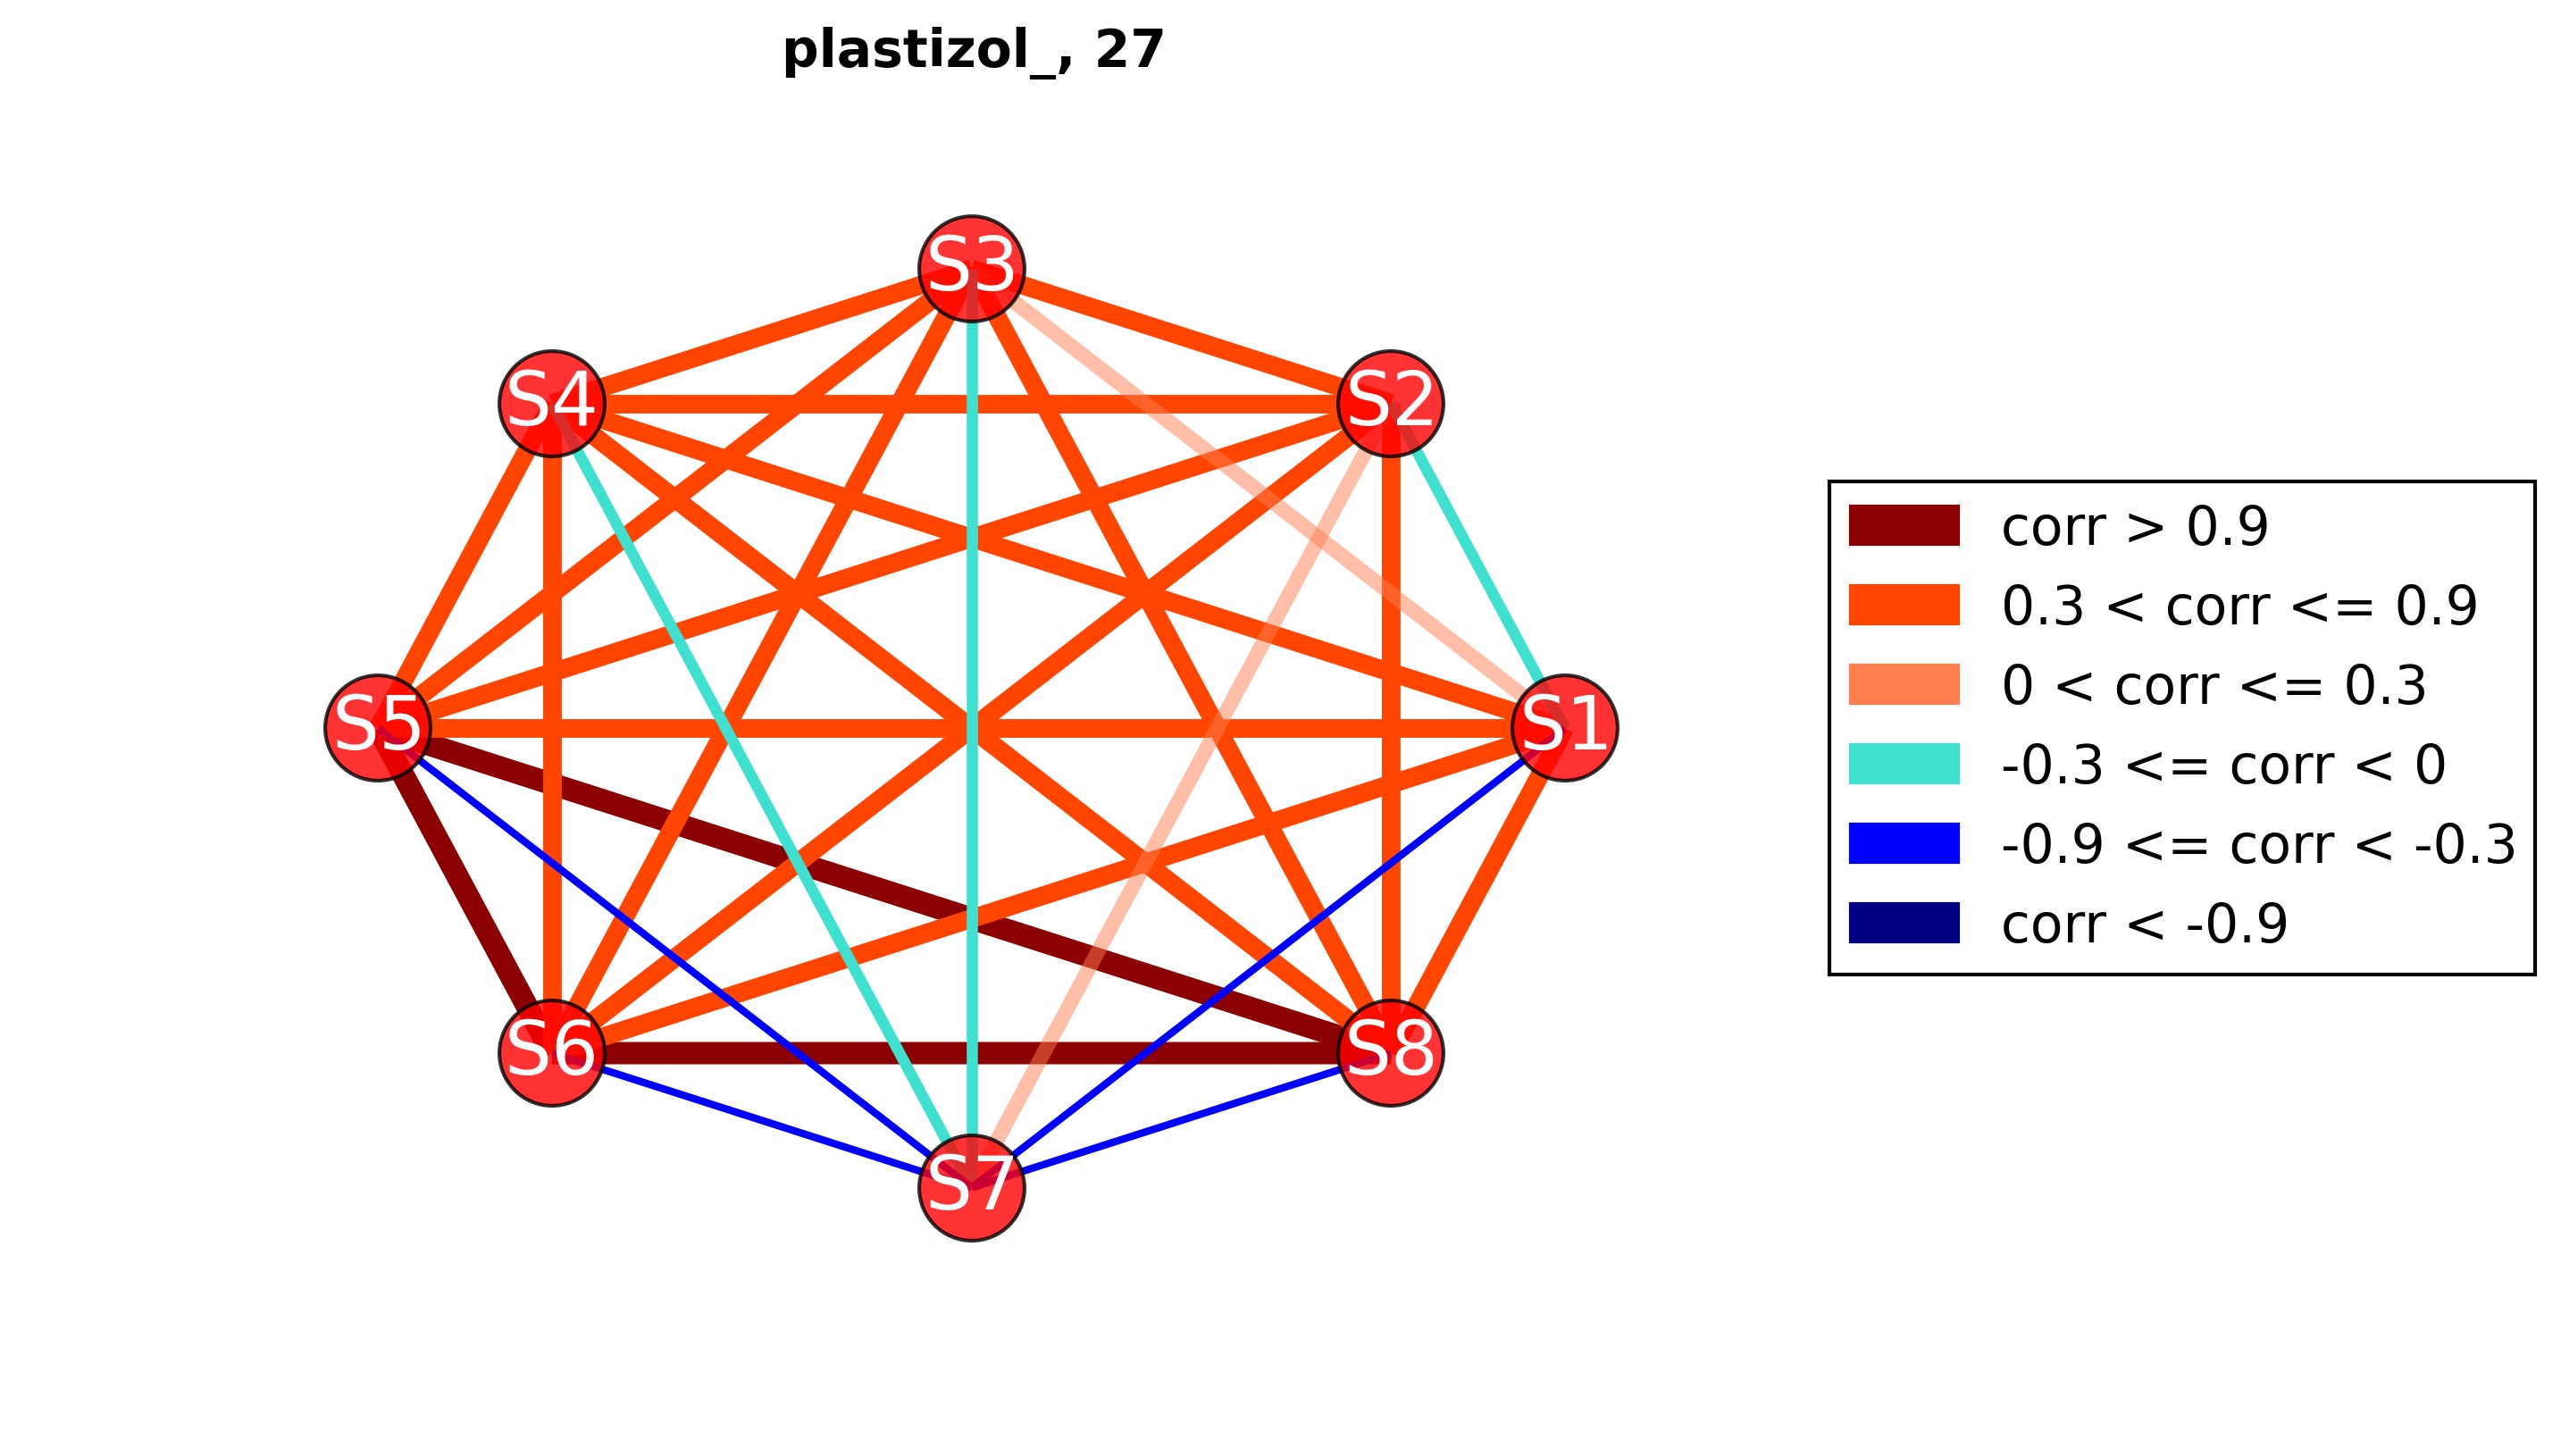 plastizol_, 27
S3
S4
S2
S5
S1
S6
S8
S7
corr > 0.9
0.3 < corr <= 0.9
0 < corr <= 0.3
-0.3 <= corr < 0
-0.9 <= corr < -0.3
corr < -0.9